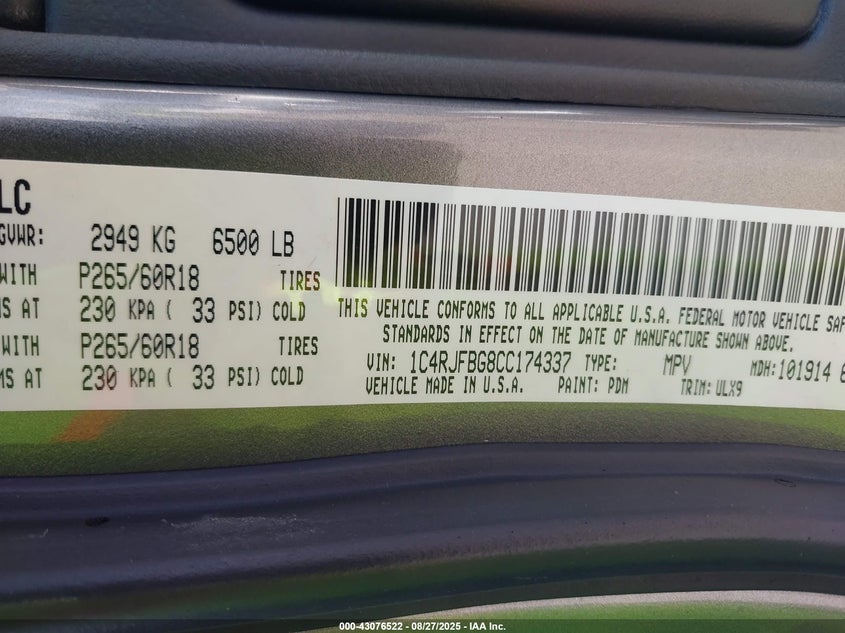 LC
GVWR: 2949 KG 6500 LB
WITH P265/60R18 TIRES
MS AT 230 KPA ( 33 PSI) COLD
WITH P265/60R18 TIRES
MS AT 230 KPA ( 33 PSI) COLD
THIS VEHICLE CONFORMS TO ALL APPLICABLE U.S.A. FEDERAL MOTOR VEHICLE SAF
STANDARDS IN EFFECT ON THE DATE OF MANUFACTURE SHOWN ABOVE.
VIN: 1C4RJFBG8CC174337 TYPE: MPV MDH:101914 6
VEHICLE MADE IN U.S.A. PAINT: PDM TRIM: ULX9
000-43076522 - 08/27/2025 - IAA Inc.